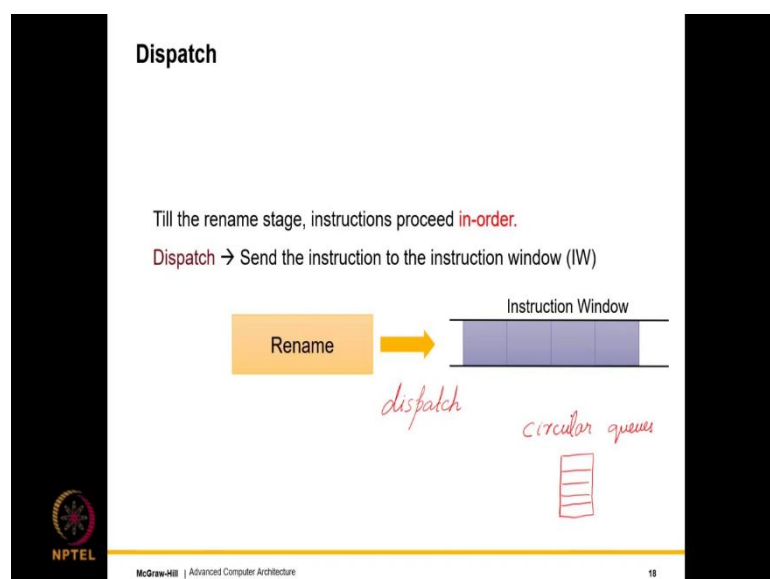 Dispatch
Till the rename stage, instructions proceed in-order.
Dispatch → Send the instruction to the instruction window (IW)
Instruction Window
Rename
dispatch
circular queues
NPTEL
McGraw-Hill | Advanced Computer Architecture
18